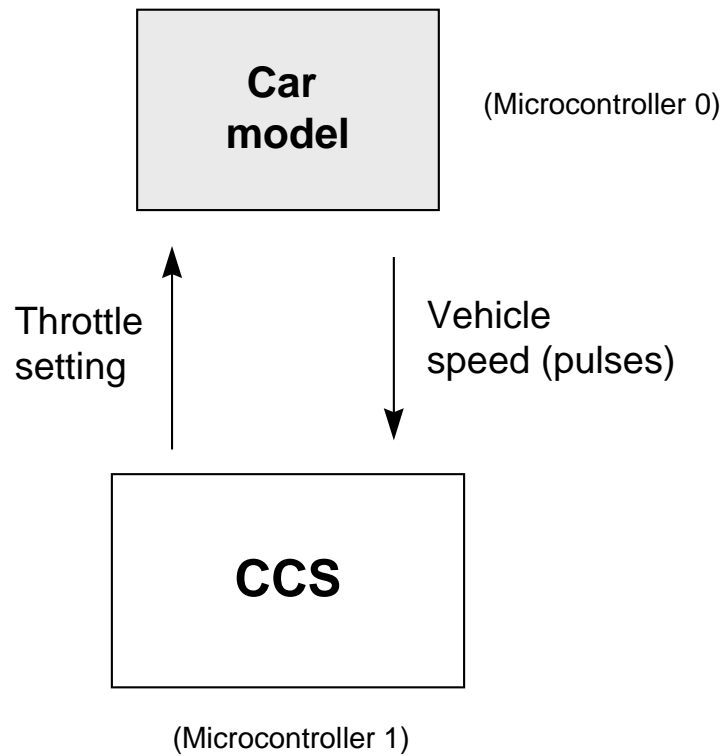 Car
model
(Microcontroller 0)
Throttle
setting
Vehicle
speed (pulses)
CCS
(Microcontroller 1)